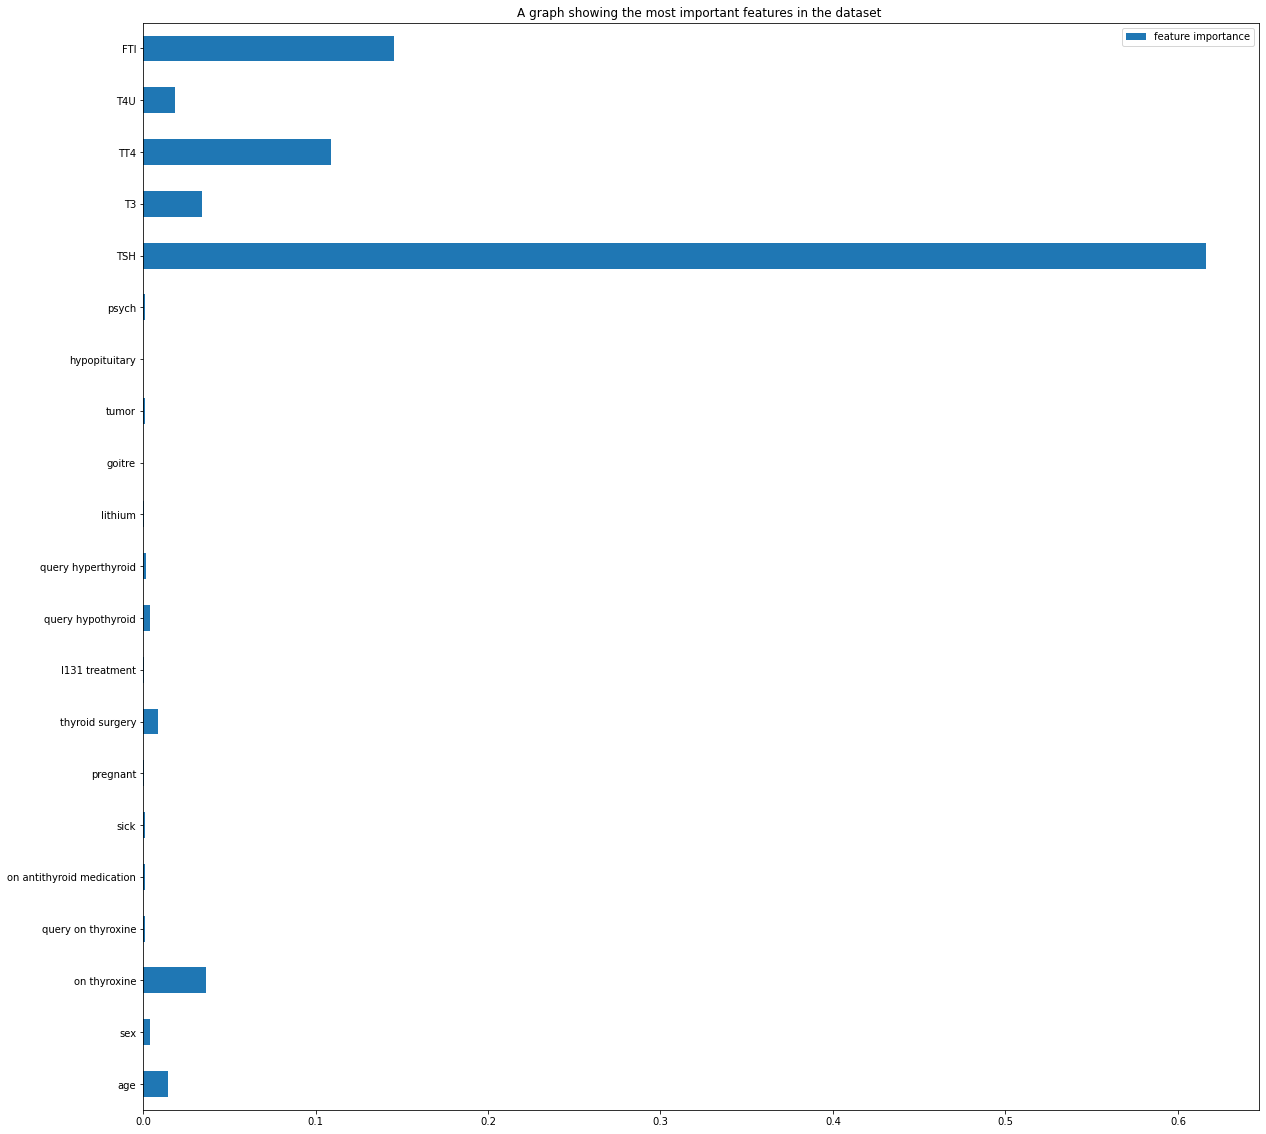 A graph showing the most important features in the dataset
feature importance
FTI
T4U
TT4
T3
TSH
psych
hypopituitary
tumor
goitre
lithium
query hyperthyroid
query hypothyroid
I131 treatment
thyroid surgery
pregnant
sick
on antithyroid medication
query on thyroxine
on thyroxine
sex
age
0.0 0.1 0.2 0.3 0.4 0.5 0.6